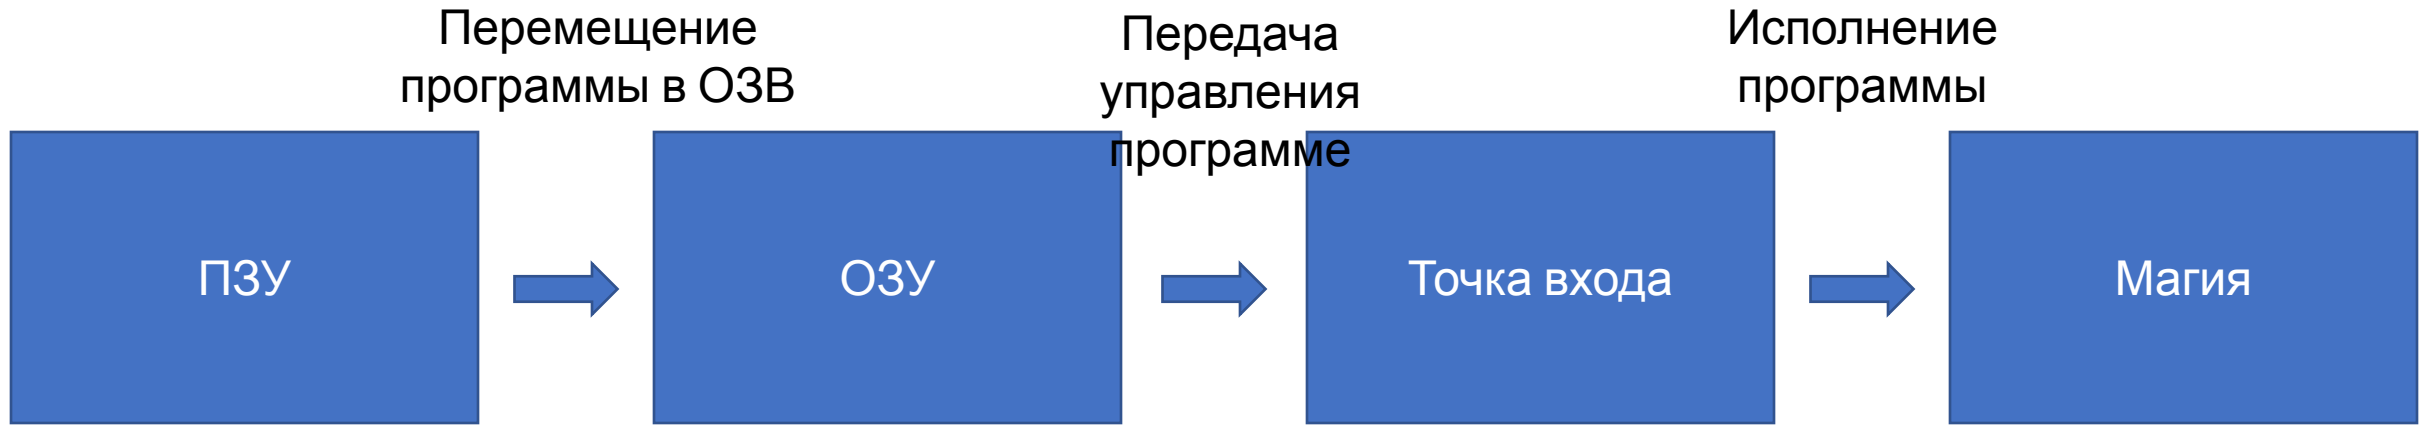 Перемещение
программы в ОЗВ
Передача
управления
программе
Исполнение
программы
ПЗУ
ОЗУ
Точка входа
Магия